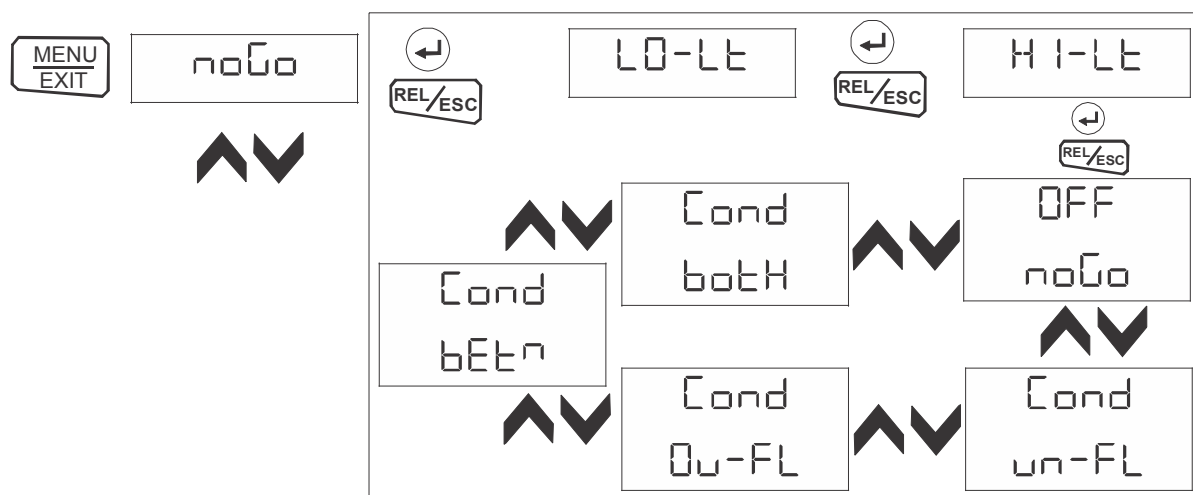 MENU
EXIT
noGo
REL/ESC
LO-Lt
REL/ESC
HI-Lt
REL/ESC
Cond
botH
OFF
noGo
Cond
bEtn
Cond
Ov-FL
Cond
un-FL